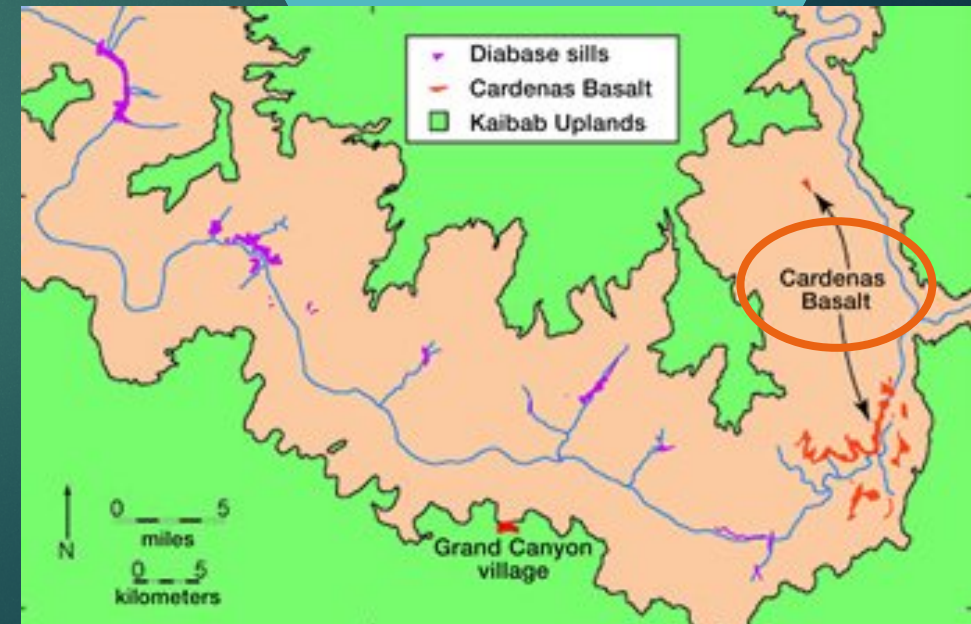 Diabase sills
Cardenas Basalt
Kaibab Uplands
Cardenas
Basalt
0 5
miles
0 5
kilometers
N
Grand Canyon
village